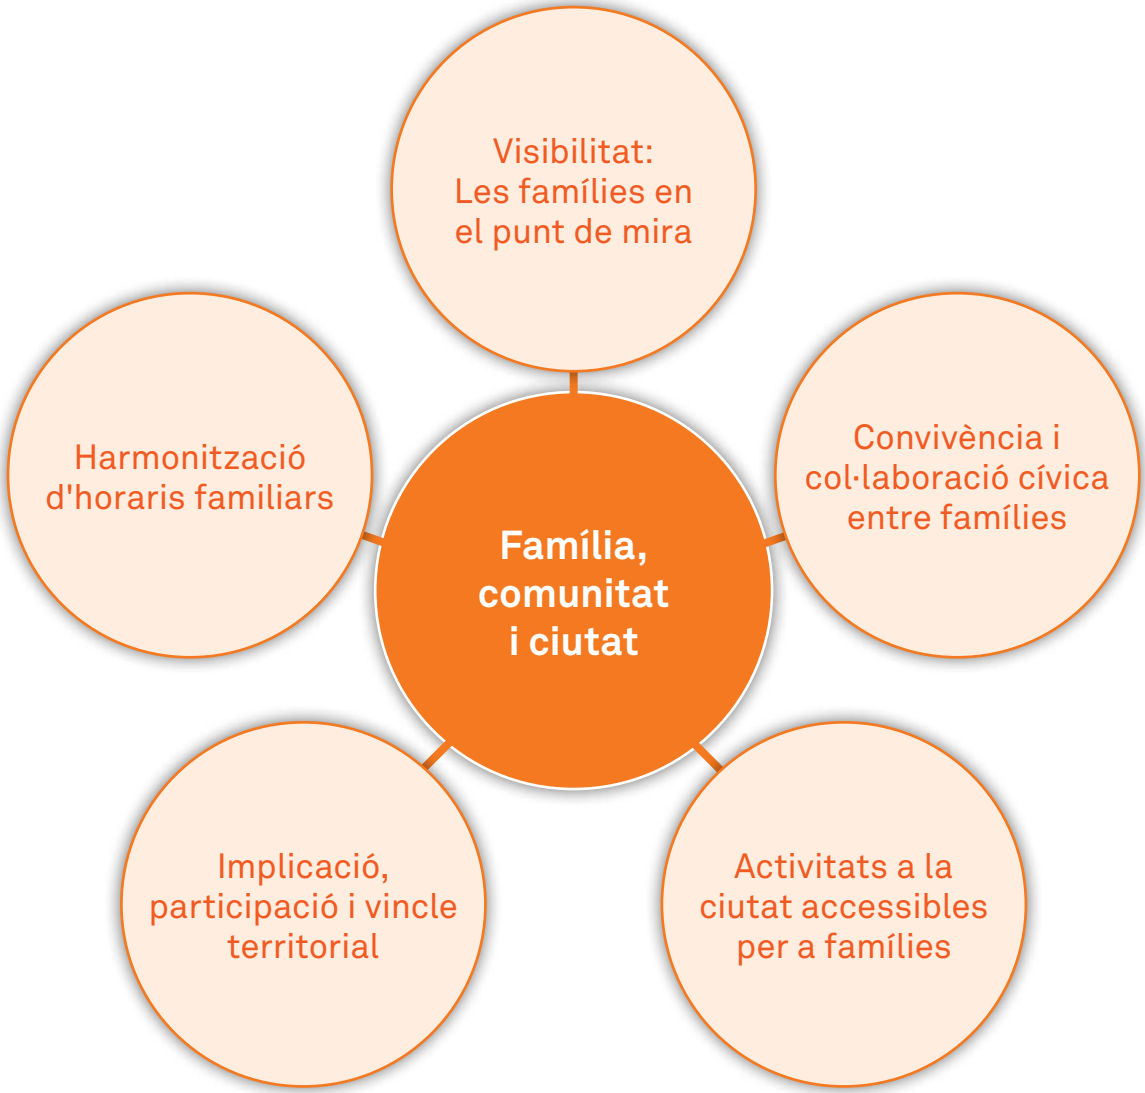 Visibilitat:
Les famílies en
el punt de mira
Harmonització
d'horaris familiars
Convivència i
col·laboració cívica
entre famílies
Família,
comunitat
i ciutat
Implicació,
participació i vincle
territorial
Activitats a la
ciutat accessibles
per a famílies